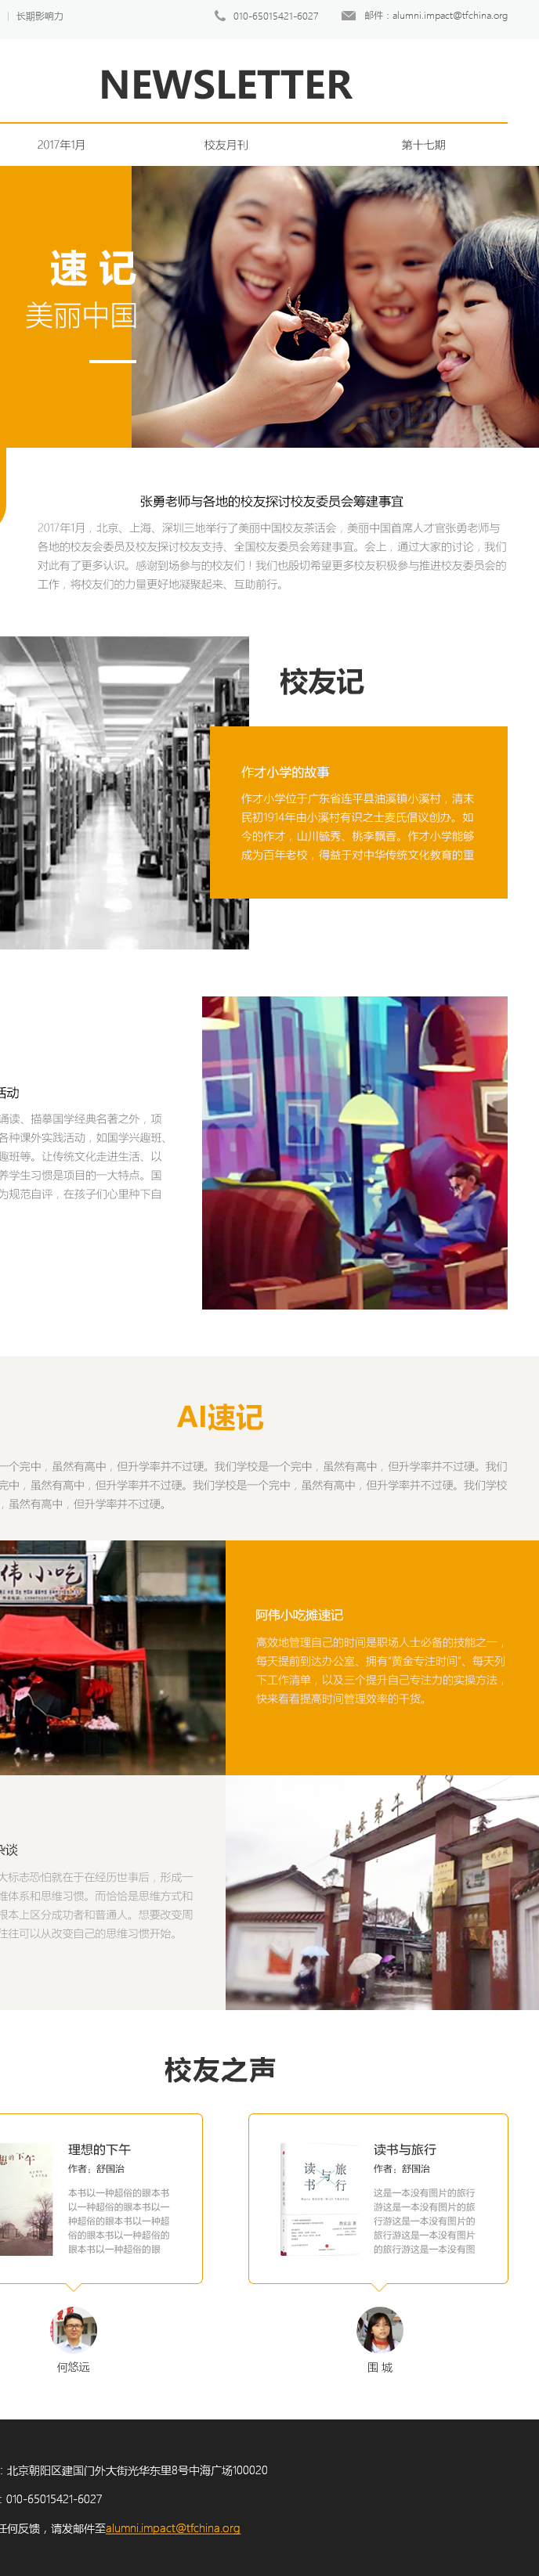 | 长期影响力
010-65015421-6027
邮件：alumni.impact@tfchina.org
NEWSLETTER
2017年1月
校友月刊
第十七期
速 记
美丽中国
张勇老师与各地的校友探讨校友委员会筹建事宜
2017年1月，北京、上海、深圳三地举行了美丽中国校友茶话会，美丽中国首席人才官张勇老师与
各地的校友会委员及校友探讨校友支持、全国校友委员会筹建事宜。会上，通过大家的讨论，我们
对此有了更多认识。感谢到场参与的校友们！我们也殷切希望更多校友积极参与推进校友委员会的
工作，将校友们的力量更好地凝聚起来、互助前行。
校友记
作才小学的故事
作才小学位于广东省连平县油溪镇小溪村，清末
民初1914年由小溪村有识之士麦氏倡议创办。如
今的作才，山川毓秀、桃李飘香。作才小学能够
成为百年老校，得益于对中华传统文化教育的重
活动
诵读、描摹国学经典名著之外，项
各种课外实践活动，如国学兴趣班、
趣班等。让传统文化走进生活、以
养学生习惯是项目的一大特点。国
为规范自评，在孩子们心里种下自
AI速记
一个完中，虽然有高中，但升学率并不过硬。我们学校是一个完中，虽然有高中，但升学率并不过硬。我们
完中，虽然有高中，但升学率并不过硬。我们学校是一个完中，虽然有高中，但升学率并不过硬。我们学校
，虽然有高中，但升学率并不过硬。
伟小吃
阿伟小吃摊速记
高效地管理自己的时间是职场人士必备的技能之一，
每天提前到达办公室、拥有"黄金专注时间"、每天列
下工作清单，以及三个提升自己专注力的实操方法，
快来看看提高时间管理效率的干货。
杂谈
大标志恐怕就在于在经历世事后，形成一
维体系和思维习惯。而恰恰是思维方式和
根本上区分成功者和普通人。想要改变周
往往可以从改变自己的思维习惯开始。
校友之声
想的下午
理想的下午
作者：舒国治
本书以一种超俗的眼本书
以一种超俗的眼本书以一
种超俗的眼本书以一种超
俗的眼本书以一种超俗的
眼本书以一种超俗的眼
读书与旅行
读书与旅行
作者：舒国治
这是一本没有图片的旅行
游这是一本没有图片的旅
行游这是一本没有图片的
旅行游这是一本没有图片
的旅行游这是一本没有图
何悠远
围 城
：北京朝阳区建国门外大街光华东里8号中海广场100020
：010-65015421-6027
任何反馈，请发邮件至alumni.impact@tfchina.org